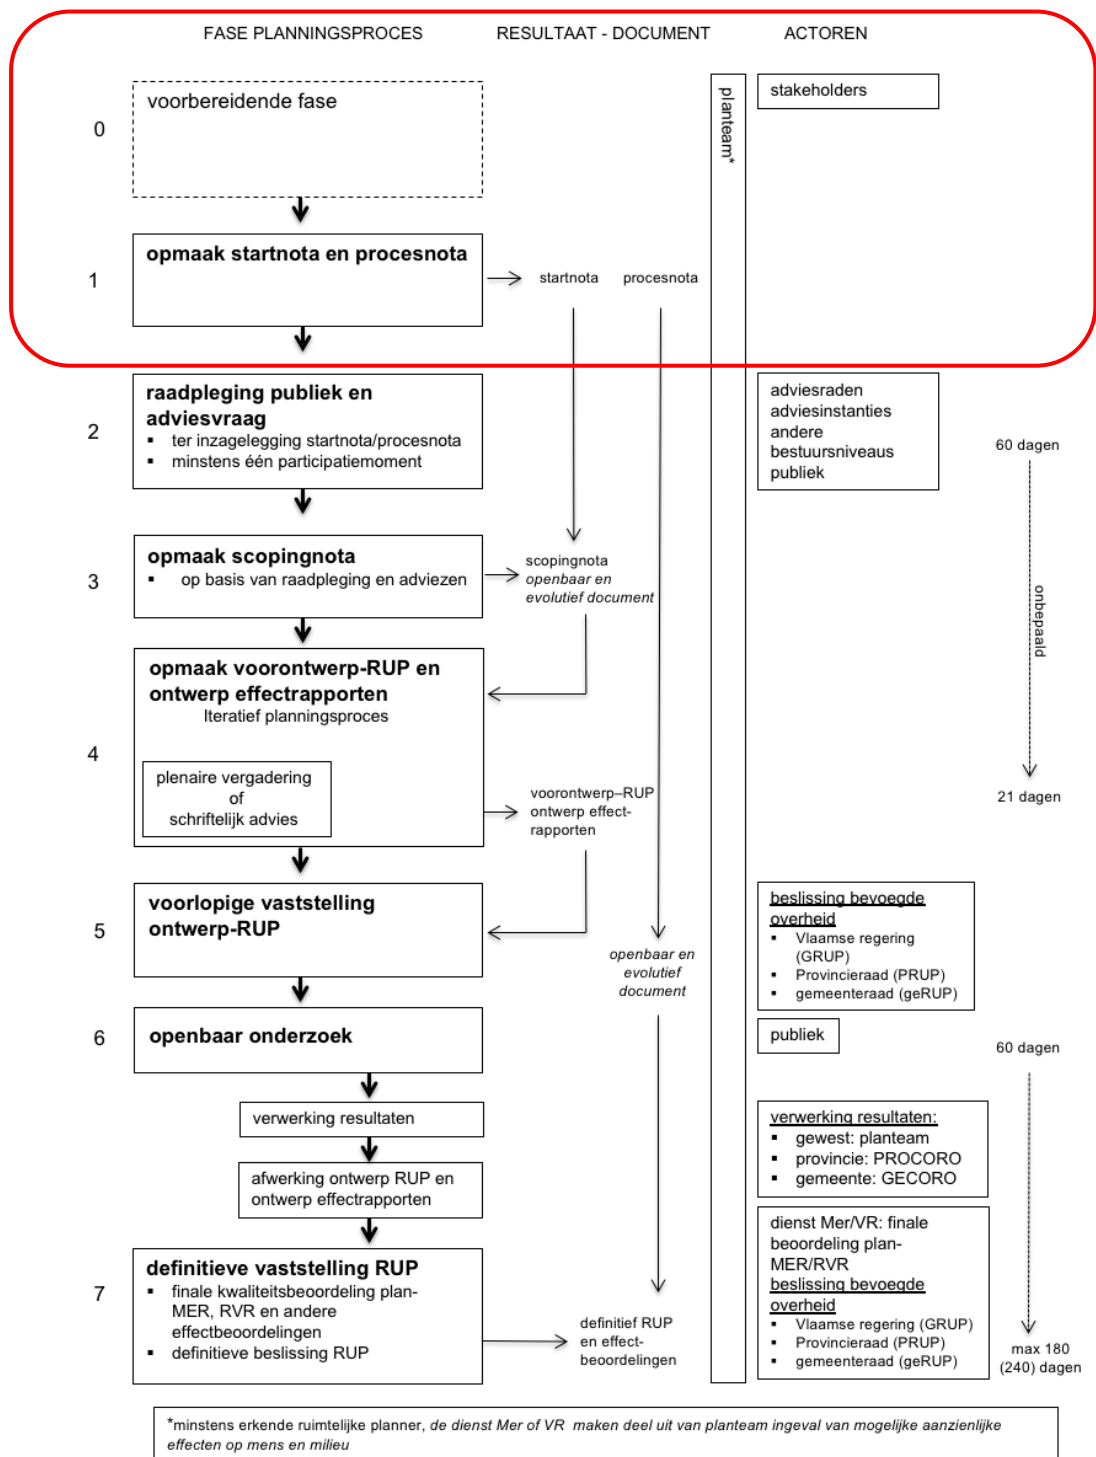 FASE PLANNINGSPROCES
RESULTAAT - DOCUMENT
ACTOREN
0
voorbereidende fase
planteam*
stakeholders
1
opmaak startnota en procesnota
startnota
procesnota
2
raadpleging publiek en
adviesvraag
▪ ter inzagelegging startnota/procesnota
▪ minstens één participatiemoment
adviesraden
adviesinstanties
andere
bestuursniveaus
publiek
60 dagen
onbepaald
21 dagen
3
opmaak scopingnota
▪ op basis van raadpleging en adviezen
scopingnota
openbaar en
evolutief document
4
opmaak voorontwerp-RUP en
ontwerp effectrapporten
Iteratief planningsproces
plenaire vergadering
of
schriftelijk advies
voorontwerp–RUP
ontwerp effect-
rapporten
5
voorlopige vaststelling
ontwerp-RUP
openbaar en
evolutief
document
beslissing bevoegde
overheid
▪ Vlaamse regering
(GRUP)
▪ Provincieraad (PRUP)
▪ gemeenteraad (geRUP)
6
openbaar onderzoek
publiek
60 dagen
verwerking resultaten
verwerking resultaten:
▪ gewest: planteam
▪ provincie: PROCORO
▪ gemeente: GECORO
afwerking ontwerp RUP en
ontwerp effectrapporten
7
definitieve vaststelling RUP
▪ finale kwaliteitsbeoordeling plan-
MER, RVR en andere
effectbeoordelingen
▪ definitieve beslissing RUP
definitief RUP
en effect-
beoordelingen
dienst Mer/VR: finale
beoordeling plan-
MER/RVR
beslissing bevoegde
overheid
▪ Vlaamse regering (GRUP)
▪ Provincieraad (PRUP)
▪ gemeenteraad (geRUP)
max 180
(240) dagen
*minstens erkende ruimtelijke planner, de dienst Mer of VR maken deel uit van planteam ingeval van mogelijke aanzienlijke
effecten op mens en milieu